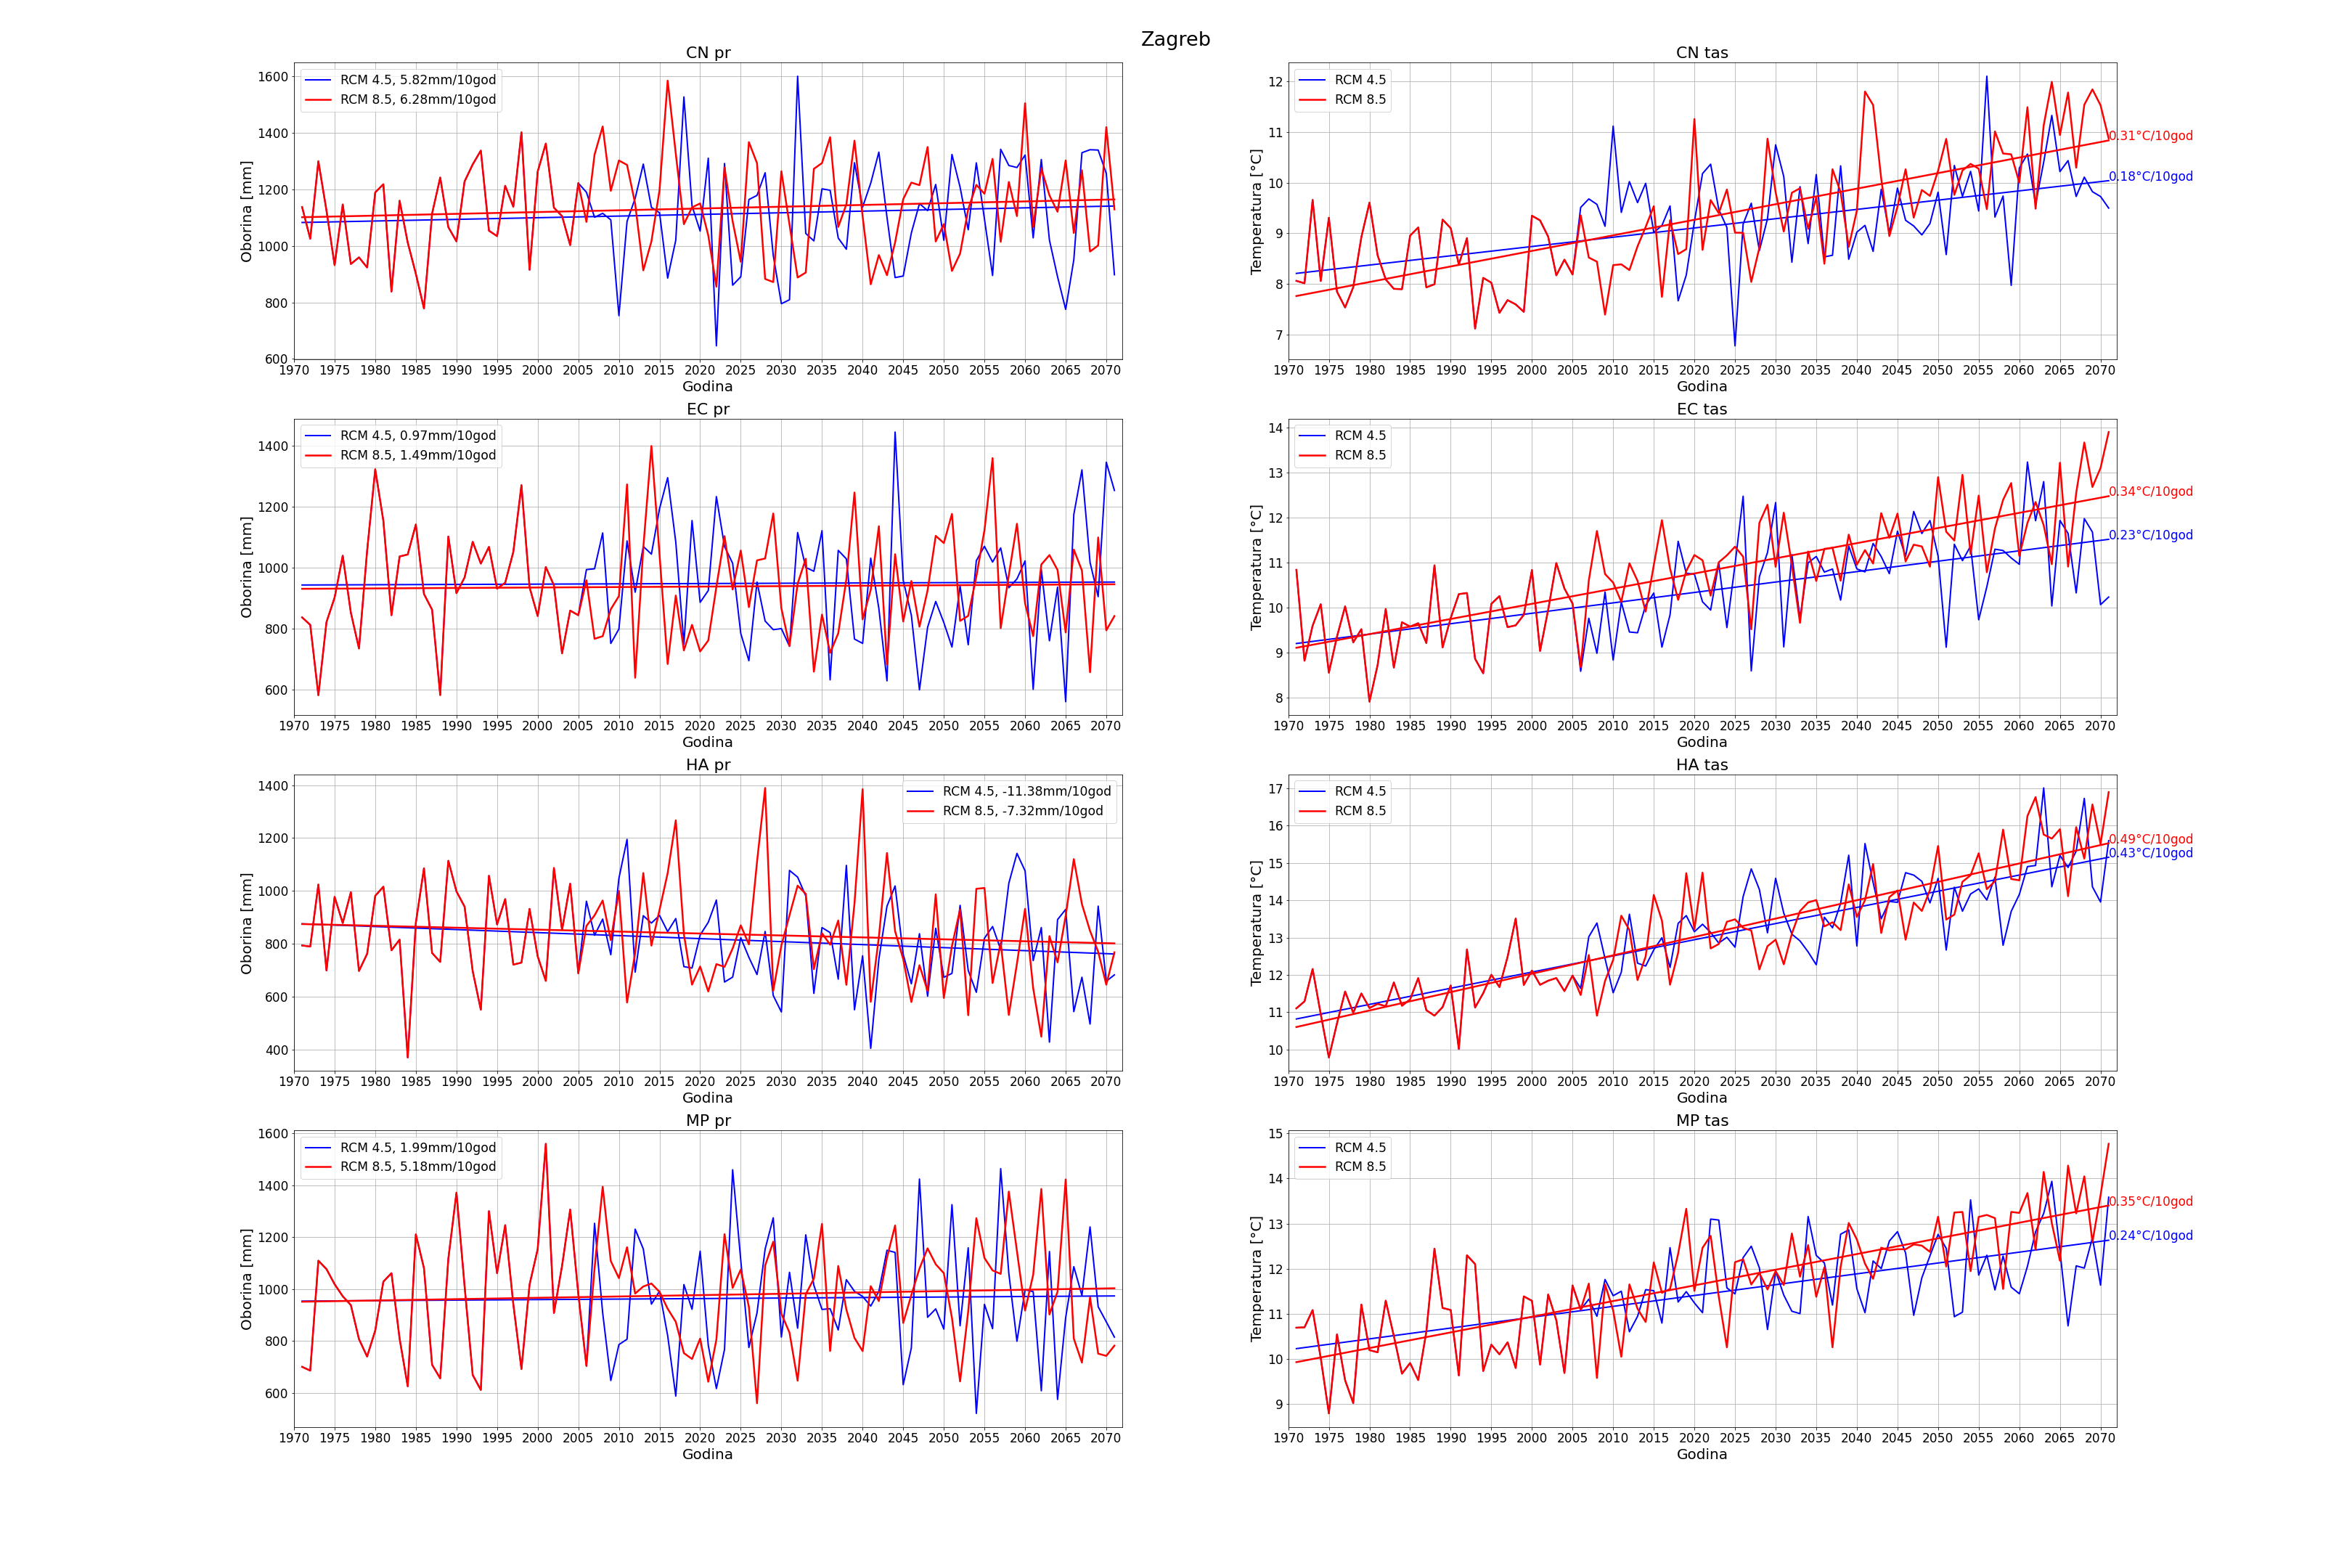 Zagreb
CN pr
RCM 4.5, 5.82mm/10god
RCM 8.5, 6.28mm/10god
Oborina [mm]
1600
1400
1200
1000
800
600
1970 1975 1980 1985 1990 1995 2000 2005 2010 2015 2020 2025 2030 2035 2040 2045 2050 2055 2060 2065 2070
Godina
CN tas
RCM 4.5
RCM 8.5
Temperatura [°C]
12
11
10
9
8
7
0.31°C/10god
0.18°C/10god
1970 1975 1980 1985 1990 1995 2000 2005 2010 2015 2020 2025 2030 2035 2040 2045 2050 2055 2060 2065 2070
Godina
EC pr
RCM 4.5, 0.97mm/10god
RCM 8.5, 1.49mm/10god
Oborina [mm]
1400
1200
1000
800
600
1970 1975 1980 1985 1990 1995 2000 2005 2010 2015 2020 2025 2030 2035 2040 2045 2050 2055 2060 2065 2070
Godina
EC tas
RCM 4.5
RCM 8.5
Temperatura [°C]
14
13
12
11
10
9
8
0.34°C/10god
0.23°C/10god
1970 1975 1980 1985 1990 1995 2000 2005 2010 2015 2020 2025 2030 2035 2040 2045 2050 2055 2060 2065 2070
Godina
HA pr
RCM 4.5, -11.38mm/10god
RCM 8.5, -7.32mm/10god
Oborina [mm]
1400
1200
1000
800
600
400
1970 1975 1980 1985 1990 1995 2000 2005 2010 2015 2020 2025 2030 2035 2040 2045 2050 2055 2060 2065 2070
Godina
HA tas
RCM 4.5
RCM 8.5
Temperatura [°C]
17
16
15
14
13
12
11
10
0.49°C/10god
0.43°C/10god
1970 1975 1980 1985 1990 1995 2000 2005 2010 2015 2020 2025 2030 2035 2040 2045 2050 2055 2060 2065 2070
Godina
MP pr
RCM 4.5, 1.99mm/10god
RCM 8.5, 5.18mm/10god
Oborina [mm]
1600
1400
1200
1000
800
600
1970 1975 1980 1985 1990 1995 2000 2005 2010 2015 2020 2025 2030 2035 2040 2045 2050 2055 2060 2065 2070
Godina
MP tas
RCM 4.5
RCM 8.5
Temperatura [°C]
15
14
13
12
11
10
9
0.35°C/10god
0.24°C/10god
1970 1975 1980 1985 1990 1995 2000 2005 2010 2015 2020 2025 2030 2035 2040 2045 2050 2055 2060 2065 2070
Godina